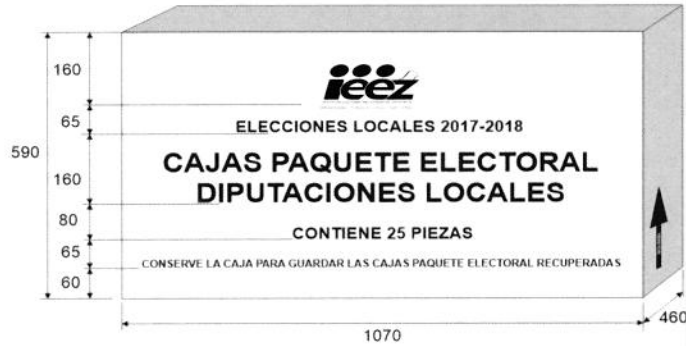 ieez
ELECCIONES LOCALES 2017-2018
CAJAS PAQUETE ELECTORAL
DIPUTACIONES LOCALES
CONTIENE 25 PIEZAS
CONSERVE LA CAJA PARA GUARDAR LAS CAJAS PAQUETE ELECTORAL RECUPERADAS
590
160
65
160
80
65
60
1070
460